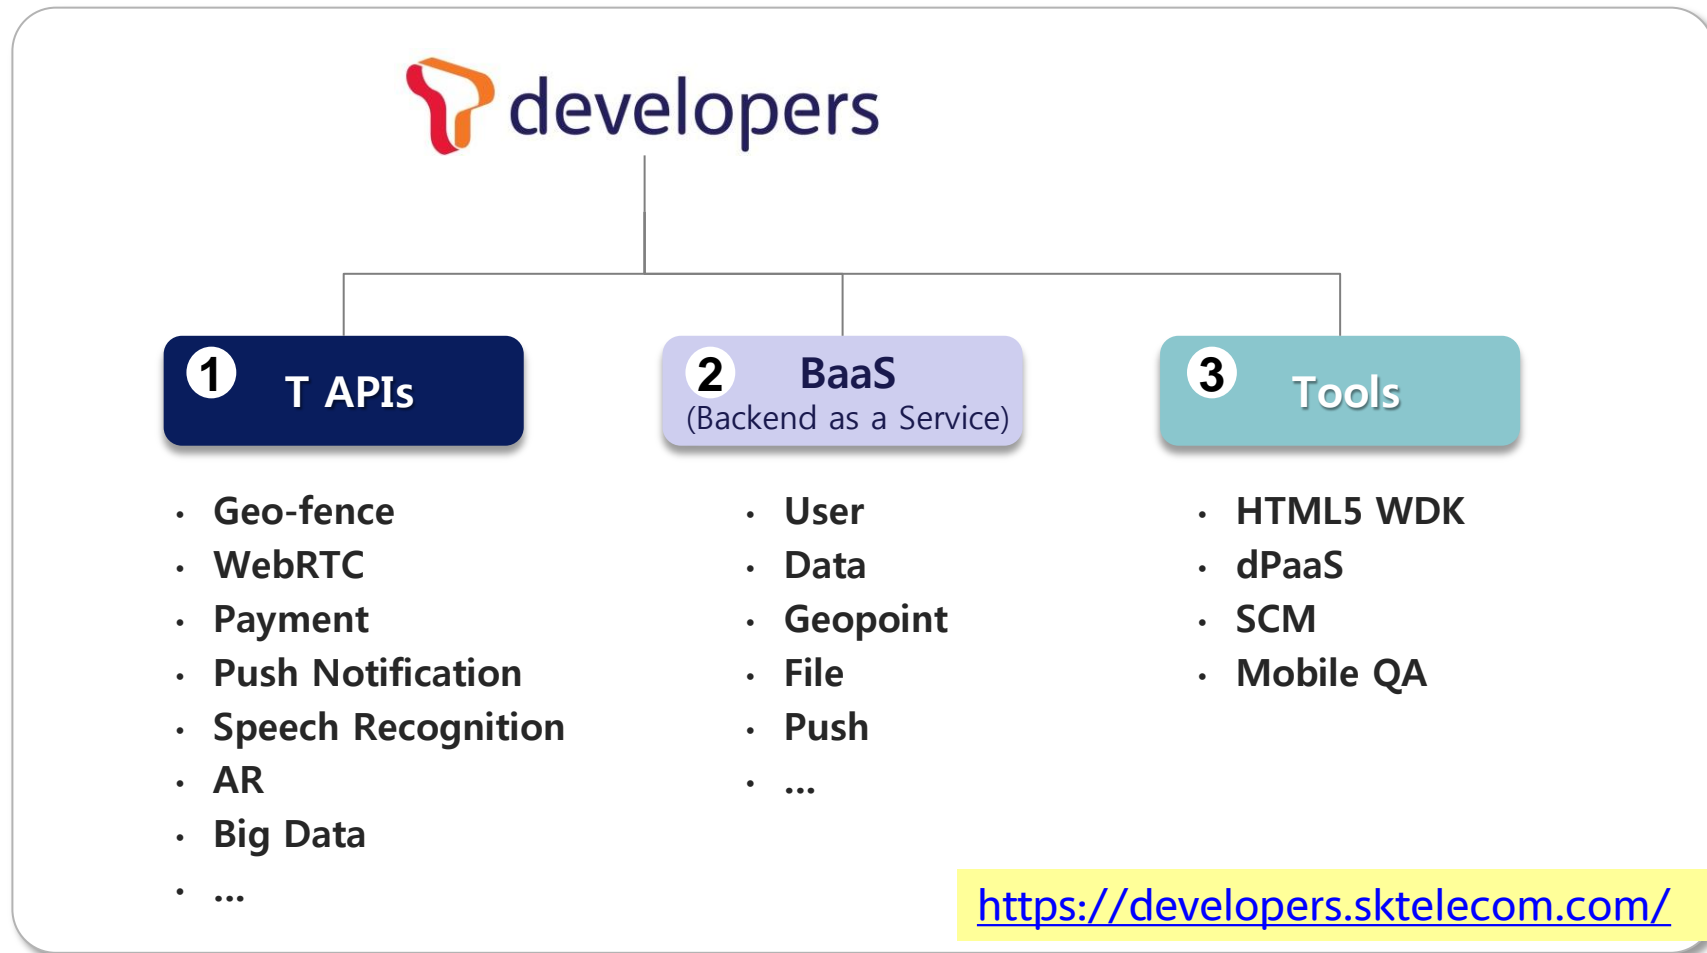 developers
1 T APIs
· Geo-fence
· WebRTC
· Payment
· Push Notification
· Speech Recognition
· AR
· Big Data
· ...
2 BaaS
(Backend as a Service)
· User
· Data
· Geopoint
· File
· Push
· ...
3 Tools
· HTML5 WDK
· dPaaS
· SCM
· Mobile QA
https://developers.sktelecom.com/